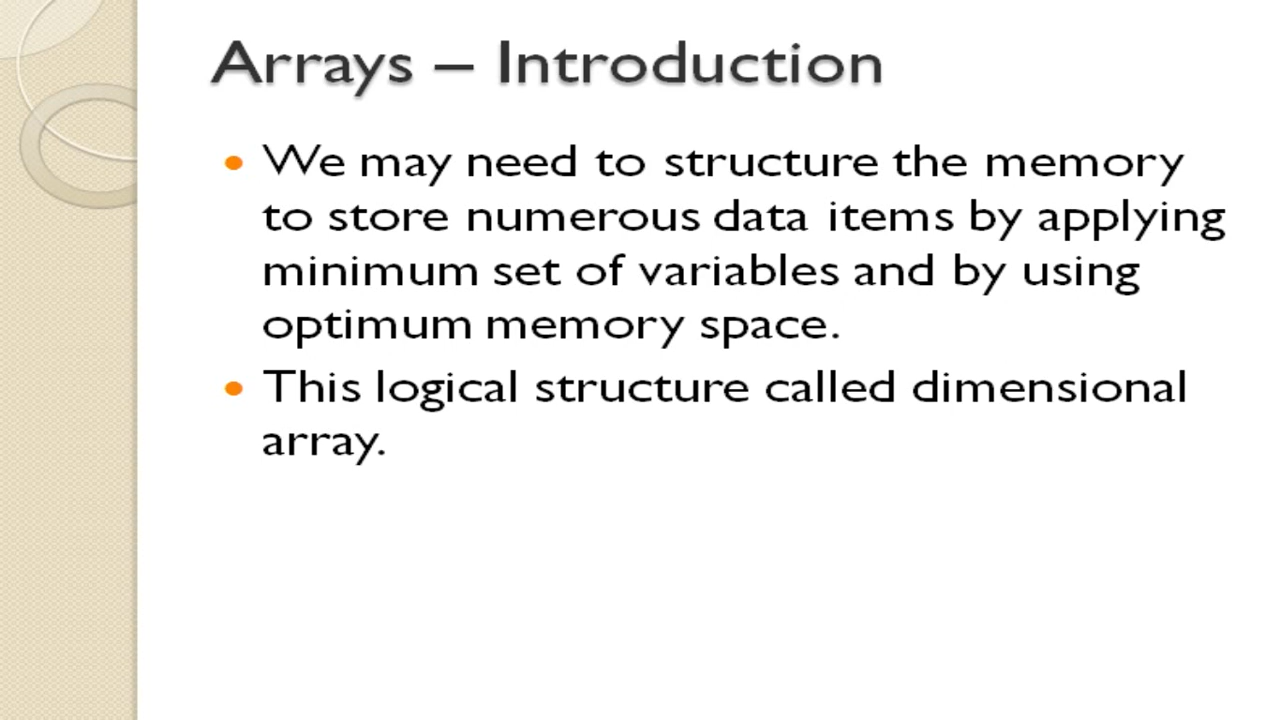 Arrays – Introduction
• We may need to structure the memory
to store numerous data items by applying
minimum set of variables and by using
optimum memory space.
• This logical structure called dimensional
array.